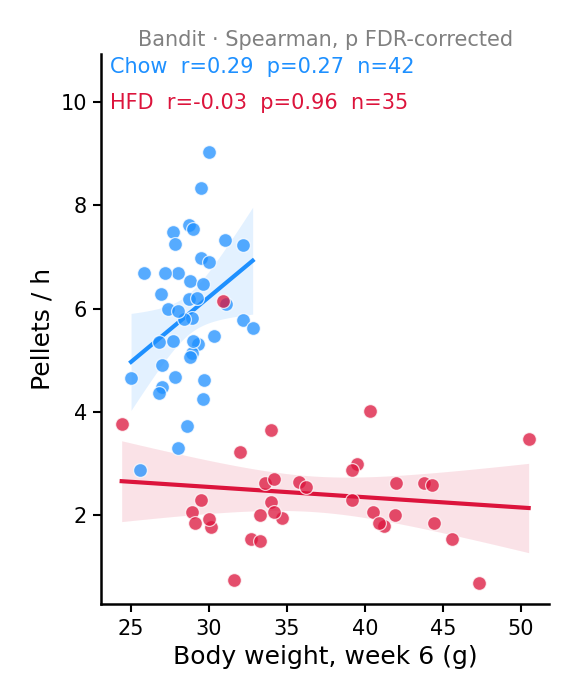 Bandit · Spearman, p FDR-corrected
Chow  r=0.29  p=0.27  n=42
HFD  r=-0.03  p=0.96  n=35
10
8
6
4
2
Pellets / h
25 30 35 40 45 50
Body weight, week 6 (g)